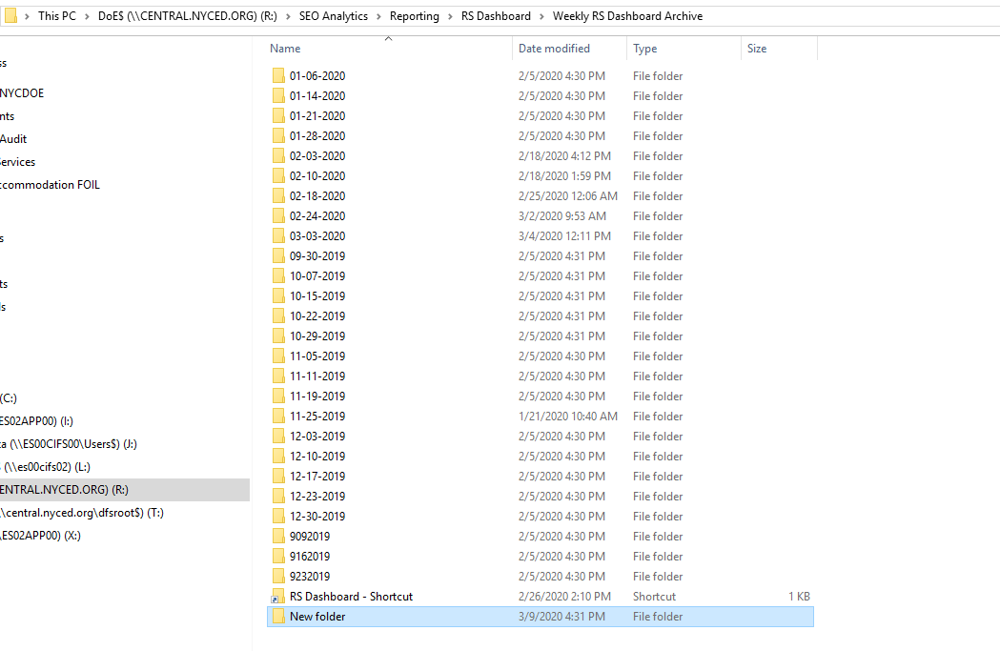 This PC > DoE$ (\\CENTRAL.NYCED.ORG) (R:) > SEO Analytics > Reporting > RS Dashboard > Weekly RS Dashboard Archive
ss
NYCDOE
nts
Audit
Services
ccommodation FOIL
s
ts
ls
(C:)
ES02APP00) (I:)
ta (\\ES00CIFS00\Users$) (J:)
(\\es00cifs02) (L:)
ENTRAL.NYCED.ORG) (R:)
\central.nyced.org\dfsroot$) (T:)
ES02APP00) (X:)
Name Date modified Type Size
01-06-2020 2/5/2020 4:30 PM File folder
01-14-2020 2/5/2020 4:30 PM File folder
01-21-2020 2/5/2020 4:30 PM File folder
01-28-2020 2/5/2020 4:30 PM File folder
02-03-2020 2/18/2020 4:12 PM File folder
02-10-2020 2/18/2020 1:59 PM File folder
02-18-2020 2/25/2020 12:06 AM File folder
02-24-2020 3/2/2020 9:53 AM File folder
03-03-2020 3/4/2020 12:11 PM File folder
09-30-2019 2/5/2020 4:31 PM File folder
10-07-2019 2/5/2020 4:31 PM File folder
10-15-2019 2/5/2020 4:31 PM File folder
10-22-2019 2/5/2020 4:31 PM File folder
10-29-2019 2/5/2020 4:31 PM File folder
11-05-2019 2/5/2020 4:30 PM File folder
11-11-2019 2/5/2020 4:30 PM File folder
11-19-2019 2/5/2020 4:30 PM File folder
11-25-2019 1/21/2020 10:40 AM File folder
12-03-2019 2/5/2020 4:30 PM File folder
12-10-2019 2/5/2020 4:30 PM File folder
12-17-2019 2/5/2020 4:30 PM File folder
12-23-2019 2/5/2020 4:30 PM File folder
12-30-2019 2/5/2020 4:30 PM File folder
9092019 2/5/2020 4:30 PM File folder
9162019 2/5/2020 4:30 PM File folder
9232019 2/5/2020 4:30 PM File folder
RS Dashboard - Shortcut 2/26/2020 2:10 PM Shortcut 1 KB
New folder 3/9/2020 4:31 PM File folder